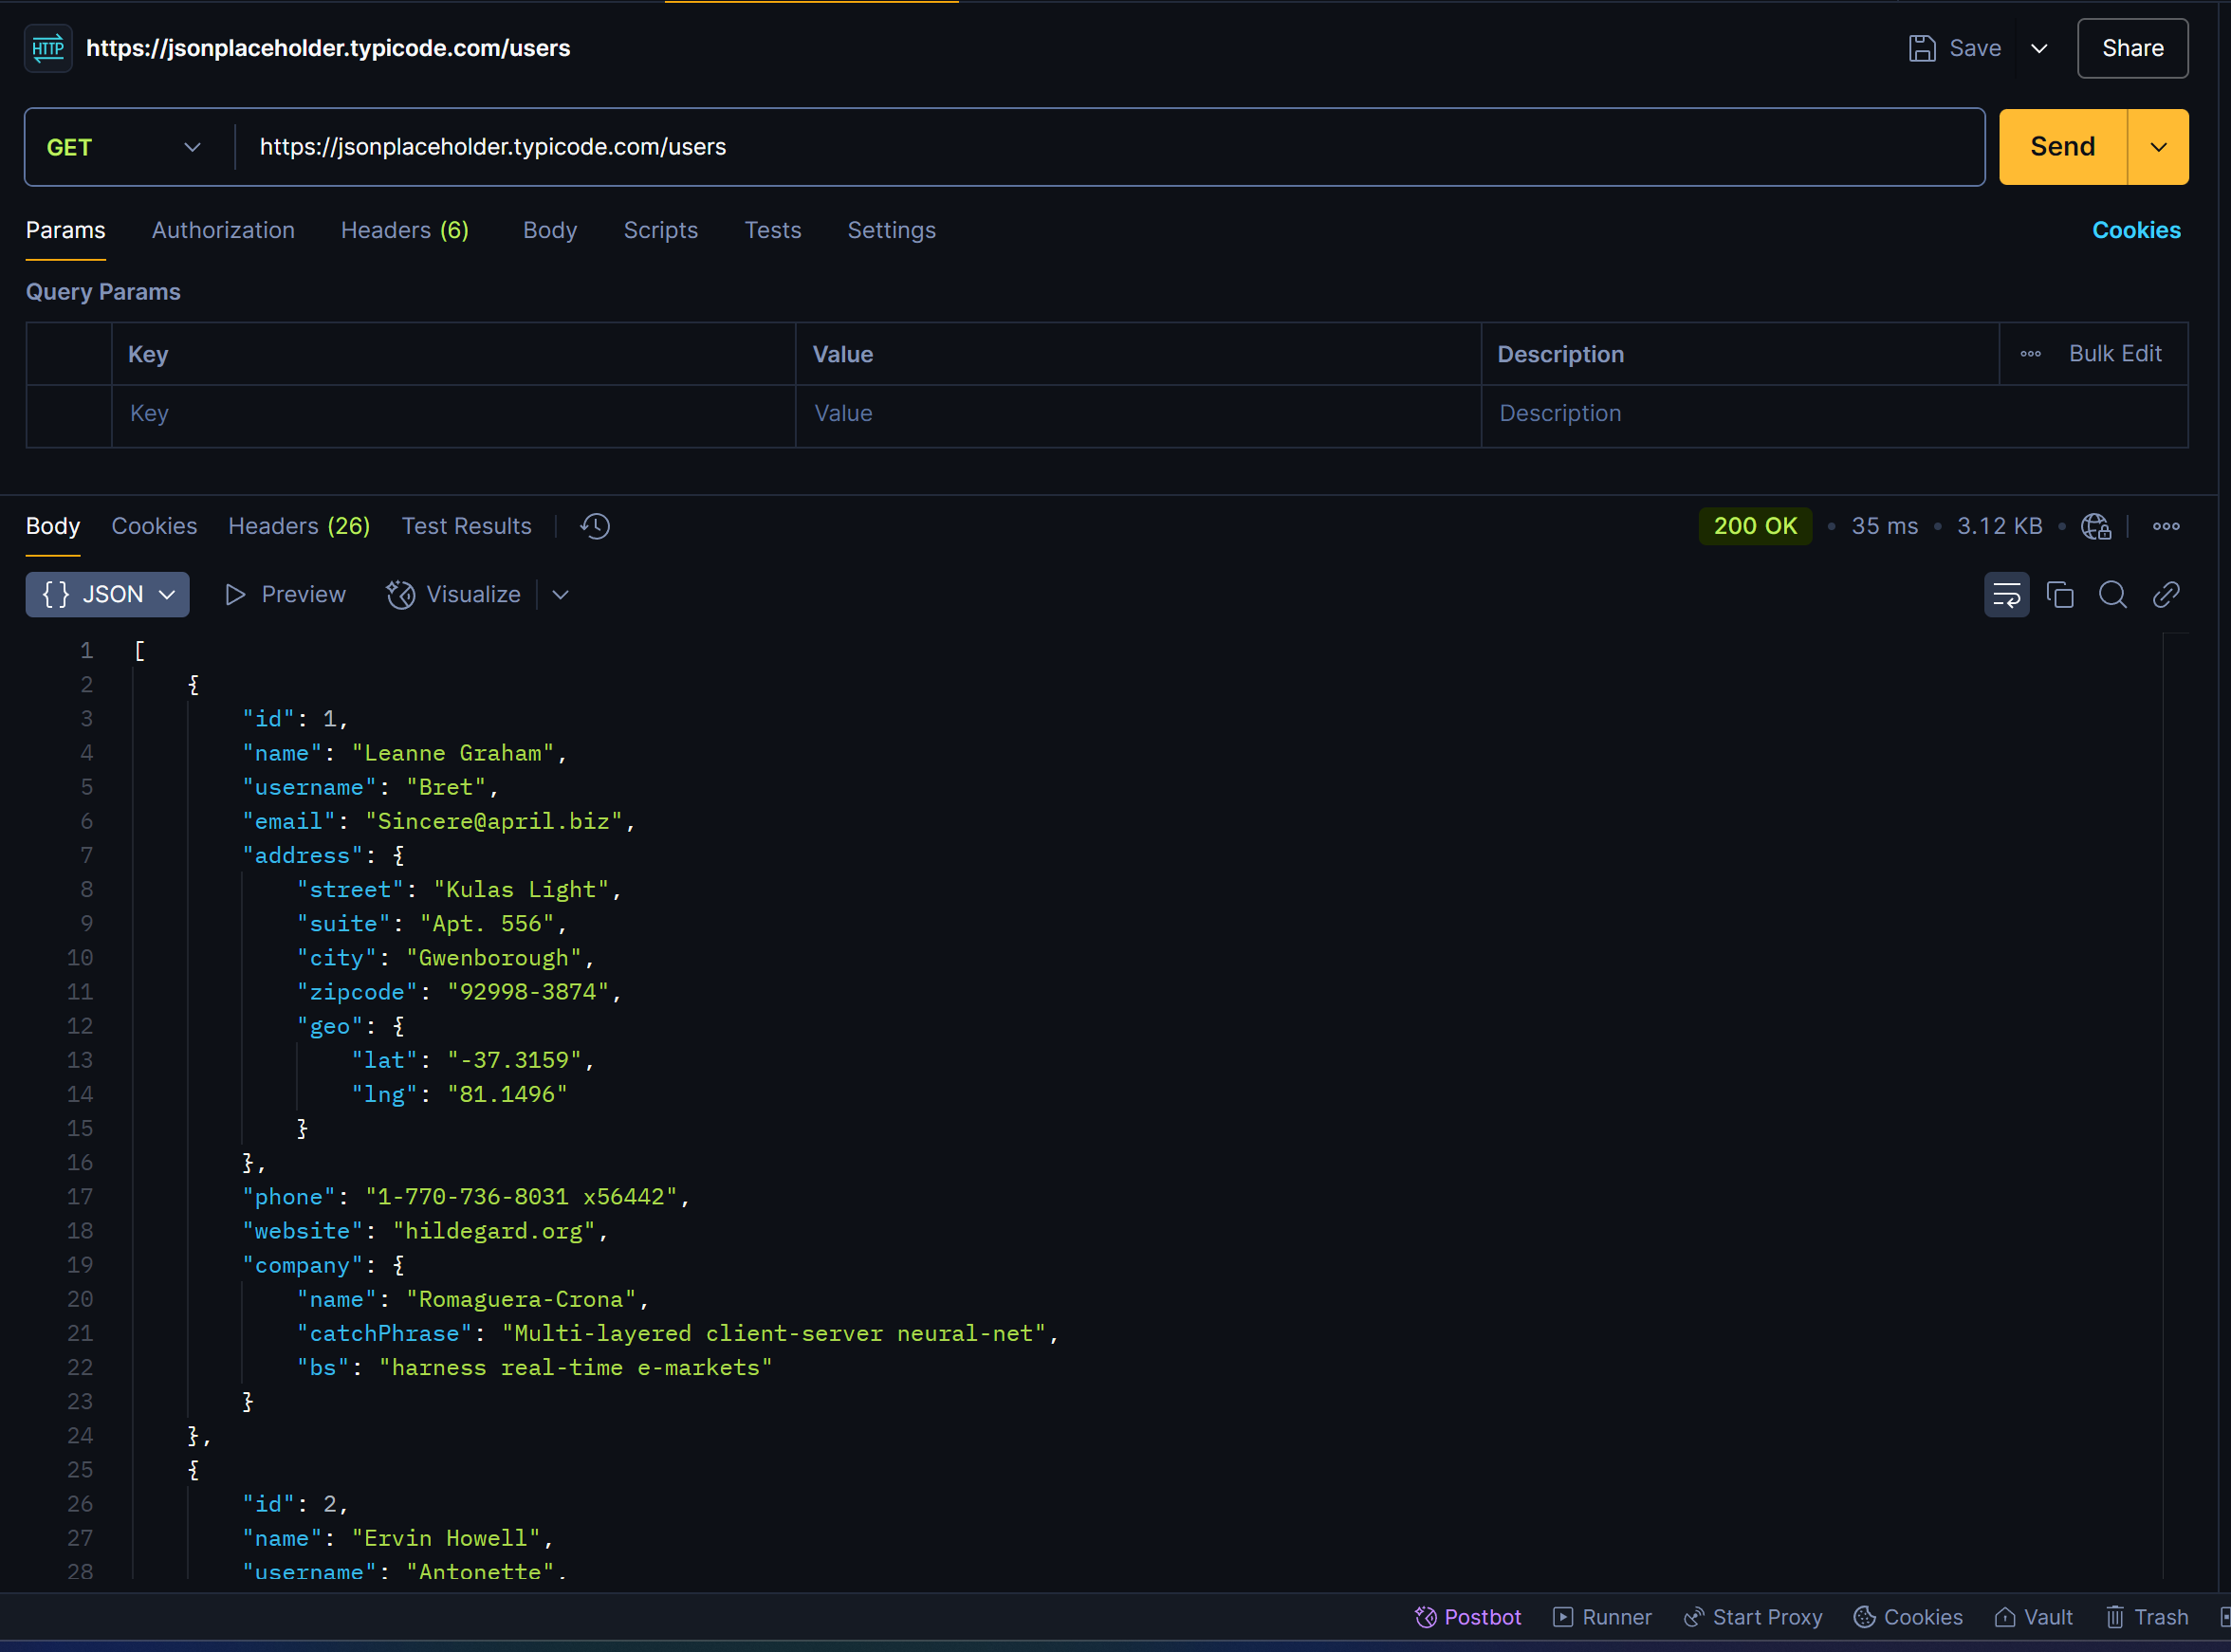 HTTP https://jsonplaceholder.typicode.com/users Save Share
GET https://jsonplaceholder.typicode.com/users Send
Params Authorization Headers (6) Body Scripts Tests Settings Cookies
Query Params
Key Value Description Bulk Edit
Key Value Description
Body Cookies Headers (26) Test Results 200 OK • 35 ms • 3.12 KB •
{} JSON Preview Visualize
1 [
2 {
3 "id": 1,
4 "name": "Leanne Graham",
5 "username": "Bret",
6 "email": "Sincere@april.biz",
7 "address": {
8 "street": "Kulas Light",
9 "suite": "Apt. 556",
10 "city": "Gwenborough",
11 "zipcode": "92998-3874",
12 "geo": {
13 "lat": "-37.3159",
14 "lng": "81.1496"
15 }
16 },
17 "phone": "1-770-736-8031 x56442",
18 "website": "hildegard.org",
19 "company": {
20 "name": "Romaguera-Crona",
21 "catchPhrase": "Multi-layered client-server neural-net",
22 "bs": "harness real-time e-markets"
23 }
24 },
25 {
26 "id": 2,
27 "name": "Ervin Howell",
28 "username": "Antonette",
Postbot Runner Start Proxy Cookies Vault Trash